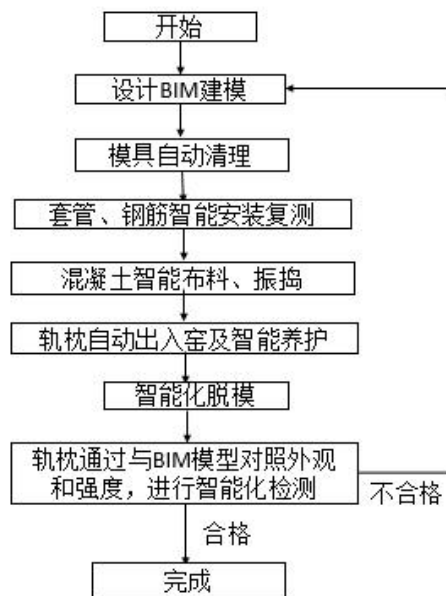 开始
设计BIM建模
模具自动清理
套管、钢筋智能安装复测
混凝土智能布料、振捣
轨枕自动出入窑及智能养护
智能化脱模
轨枕通过与BIM模型对照外观
和强度，进行智能化检测
不合格
合格
完成